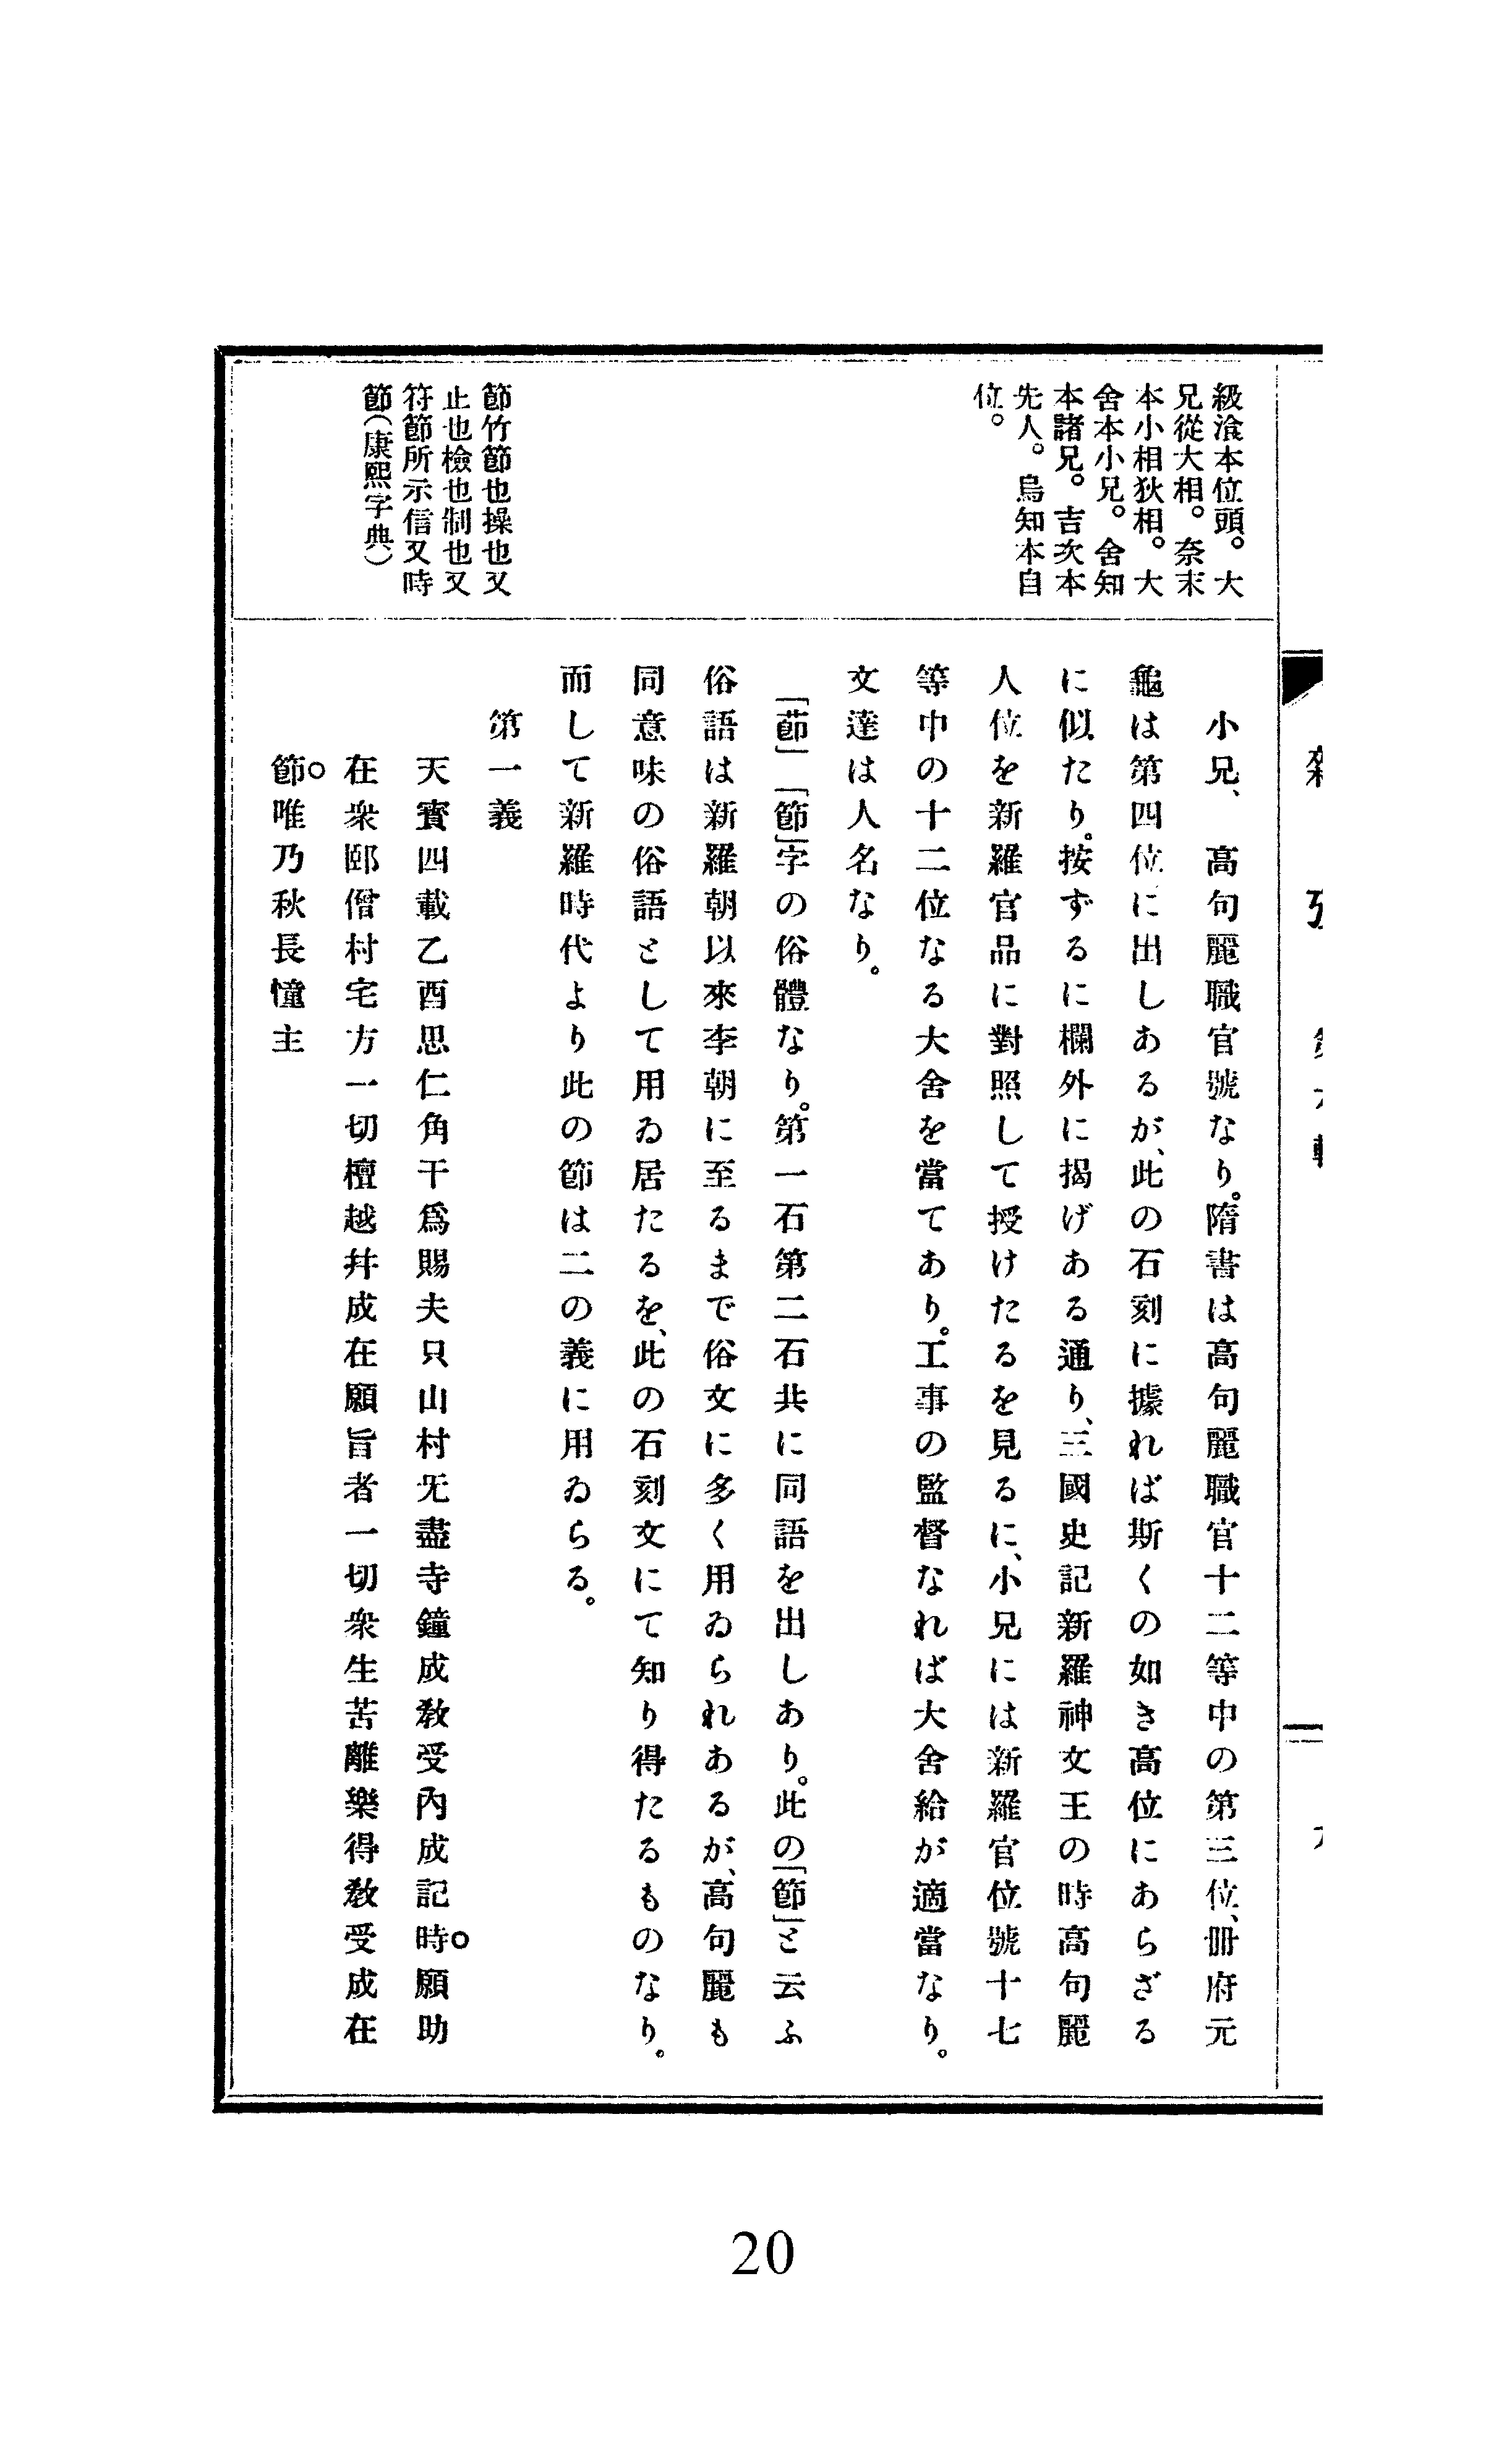 級湌本位頭。大
兄從大相。奈末
本小相狄相。大
舍本小兄。舍知
本諸兄。吉次本
先人。烏知本自
位。
節竹節也操也又
止也檢也制也又
符節所示信又時
節(康熙字典)
小兄、高句麗職官號なり。隋書は高句麗職官十二等中の第三位、册府元
龜は第四位に出しあるが、此の石刻に據れば斯くの如き高位にあらざる
に似たり。按ずるに欄外に揭げある通り、三國史記新羅神文王の時高句麗
人位を新羅官品に對照して授けたるを見るに、小兄には新羅官位號十七
等中の十二位なる大舍を當てあり。工事の監督なれば大舍給が適當なり。
文達は人名なり。
「莭」「節」字の俗體なり。第一石第二石共に同語を出しあり。此の「節」と云ふ
俗語は新羅朝以來李朝に至るまで俗文に多く用ゐられあるが、高句麗も
同意味の俗語として用ゐ居たるを、此の石刻文にて知り得たるものなり。
而して新羅時代より此の節は二の義に用ゐらる。
第一義
天寳四載乙酉思仁角干爲賜夫只山村无盡寺鐘成敎受內成記時○願助
在衆郎僧村宅方一切檀越幷成在願旨者一切衆生苦離樂得敎受成在
節○唯乃秋長幢主
20